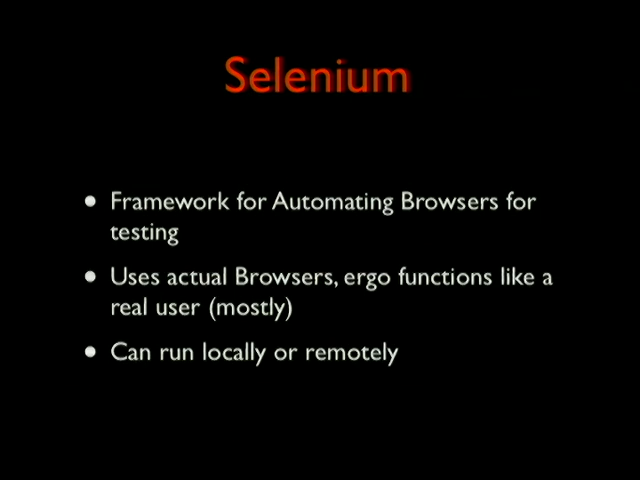 Selenium
• Framework for Automating Browsers for
testing
• Uses actual Browsers, ergo functions like a
real user (mostly)
• Can run locally or remotely